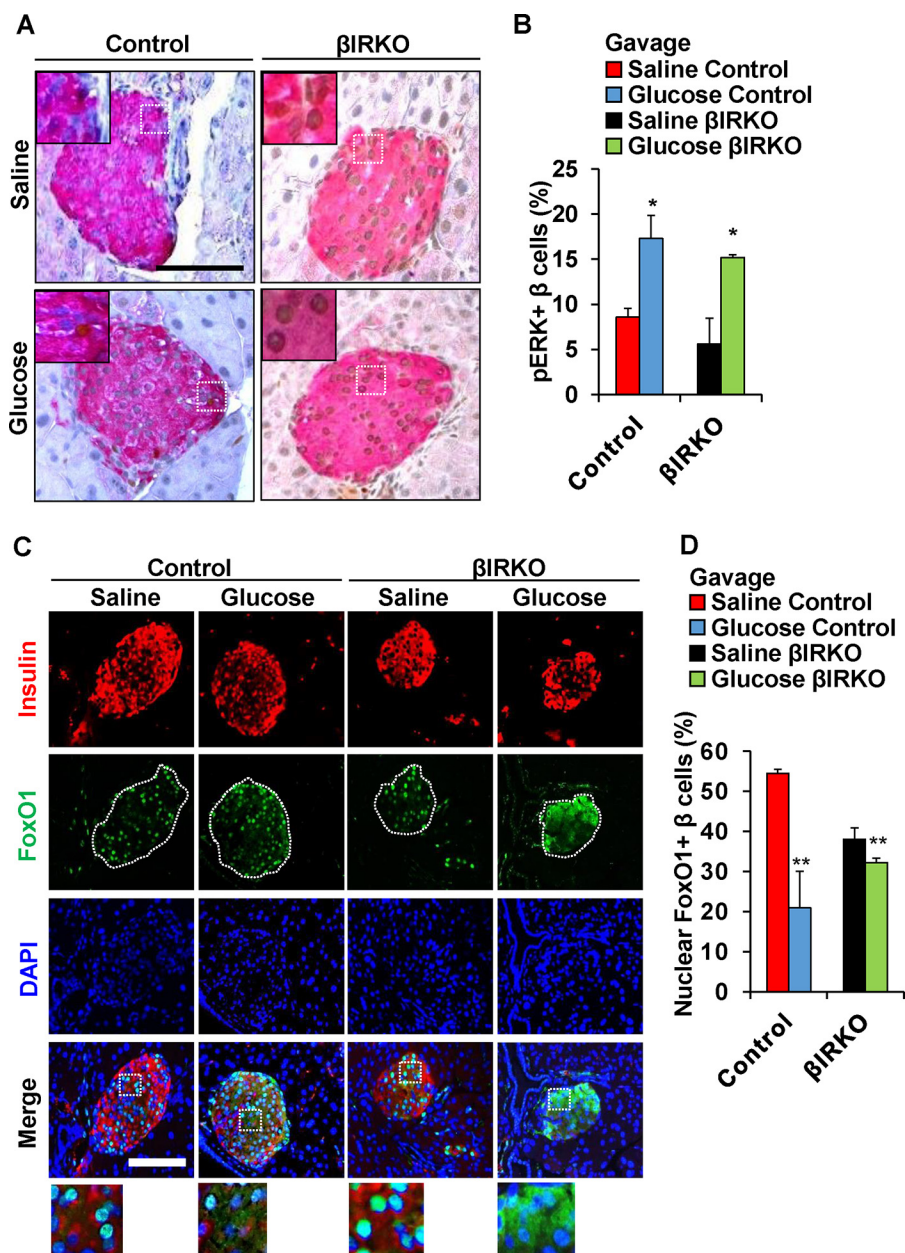 A
Control
βIRKO
Saline
Glucose
B
Gavage
Saline Control
Glucose Control
Saline βIRKO
Glucose βIRKO
pERK+ β cells (%)
25
20
15
10
5
0
*
*
Control
βIRKO
C
Control
βIRKO
Saline
Glucose
Saline
Glucose
Insulin
FoxO1
DAPI
Merge
D
Gavage
Saline Control
Glucose Control
Saline βIRKO
Glucose βIRKO
Nuclear FoxO1+ β cells (%)
60
50
40
30
20
10
0
**
**
Control
βIRKO